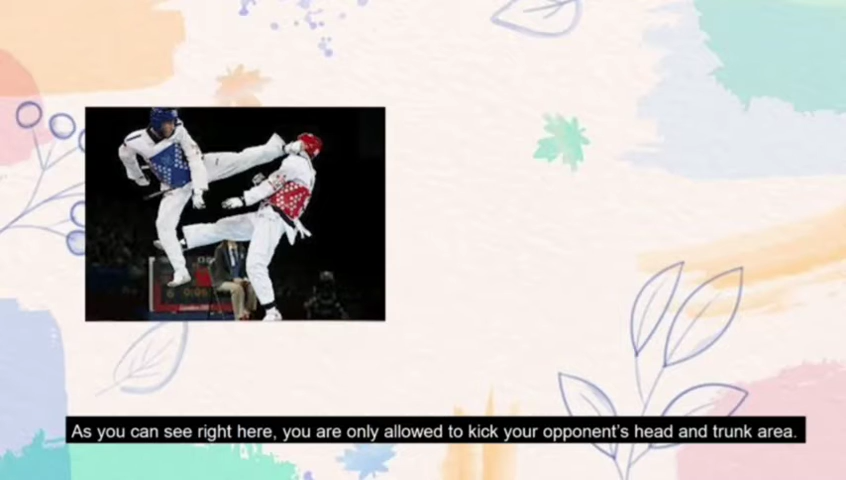 As you can see right here, you are only allowed to kick your opponent's head and trunk area.